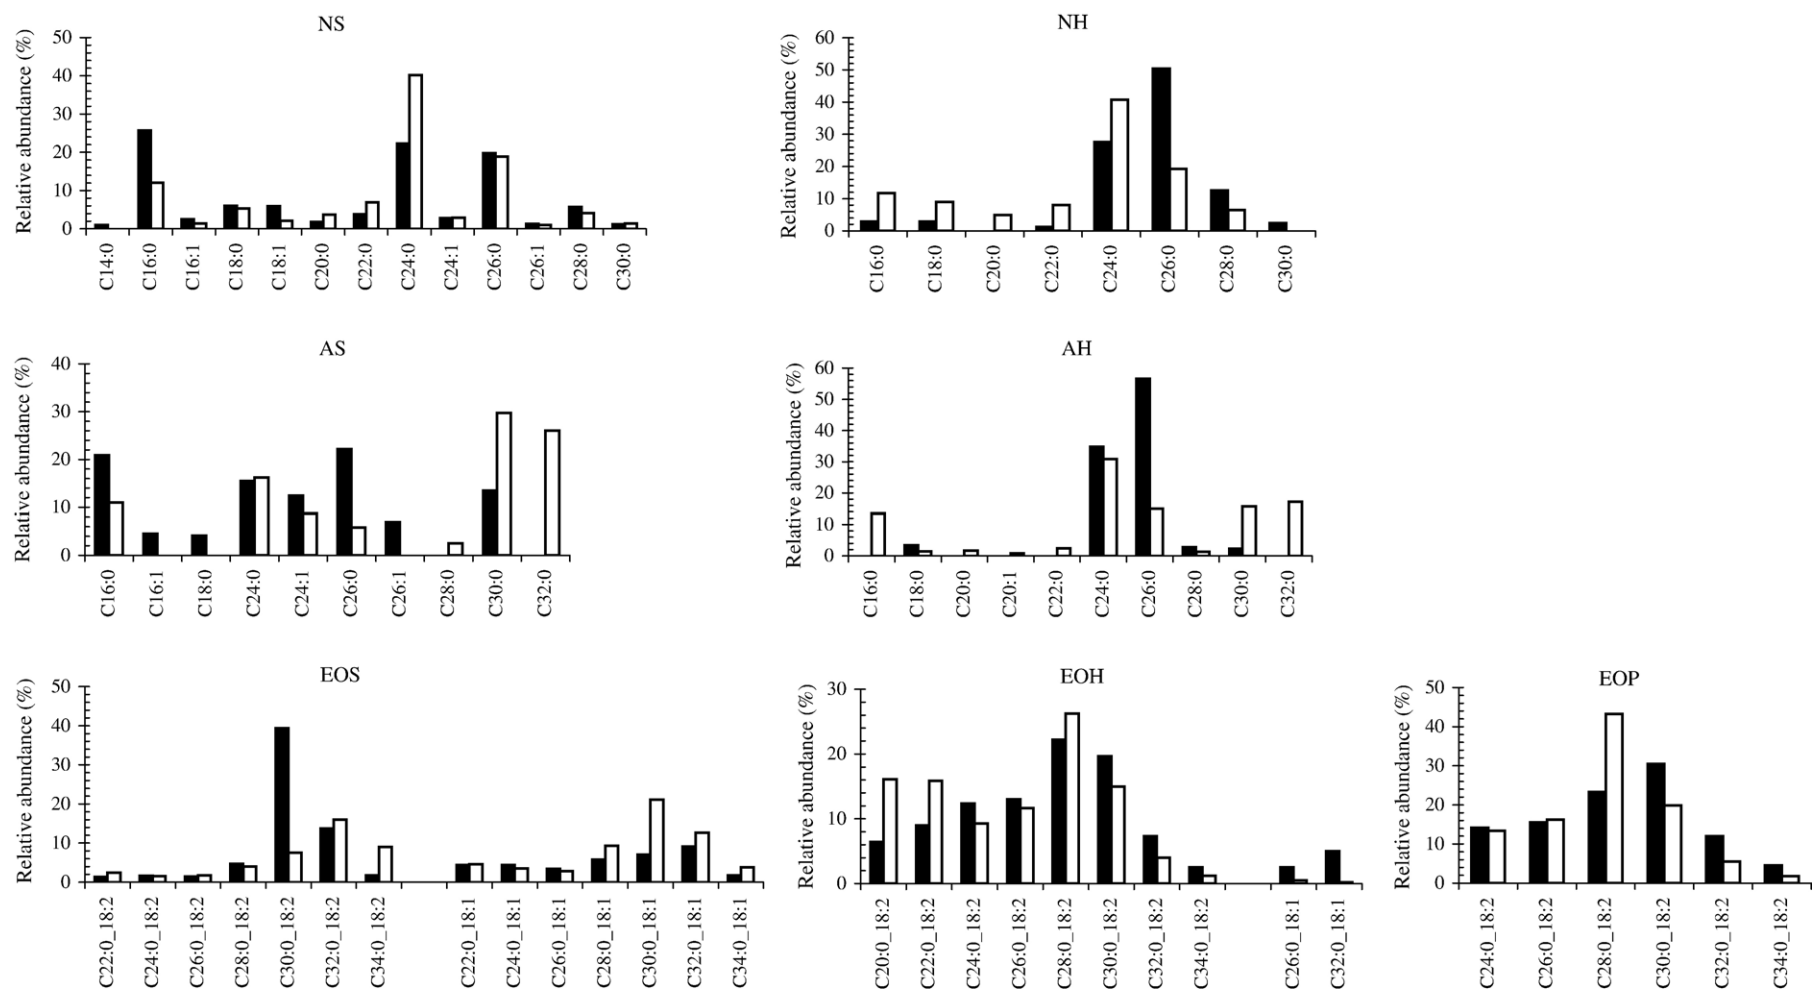 NS
Relative abundance (%)
50
40
30
20
10
0
C14:0
C16:0
C16:1
C18:0
C18:1
C20:0
C22:0
C24:0
C24:1
C26:0
C26:1
C28:0
C30:0
NH
Relative abundance (%)
60
50
40
30
20
10
0
C16:0
C18:0
C20:0
C22:0
C24:0
C26:0
C28:0
C30:0
AS
Relative abundance (%)
40
30
20
10
0
C16:0
C16:1
C18:0
C24:0
C24:1
C26:0
C26:1
C28:0
C30:0
C32:0
AH
Relative abundance (%)
60
50
40
30
20
10
0
C16:0
C18:0
C20:0
C20:1
C22:0
C24:0
C26:0
C28:0
C30:0
C32:0
EOS
Relative abundance (%)
50
40
30
20
10
0
C22:0_18:2
C24:0_18:2
C26:0_18:2
C28:0_18:2
C30:0_18:2
C32:0_18:2
C34:0_18:2
C22:0_18:1
C24:0_18:1
C26:0_18:1
C28:0_18:1
C30:0_18:1
C32:0_18:1
C34:0_18:1
EOH
Relative abundance (%)
30
20
10
0
C20:0_18:2
C22:0_18:2
C24:0_18:2
C26:0_18:2
C28:0_18:2
C30:0_18:2
C32:0_18:2
C34:0_18:2
C26:0_18:1
C32:0_18:1
EOP
Relative abundance (%)
50
40
30
20
10
0
C24:0_18:2
C26:0_18:2
C28:0_18:2
C30:0_18:2
C32:0_18:2
C34:0_18:2